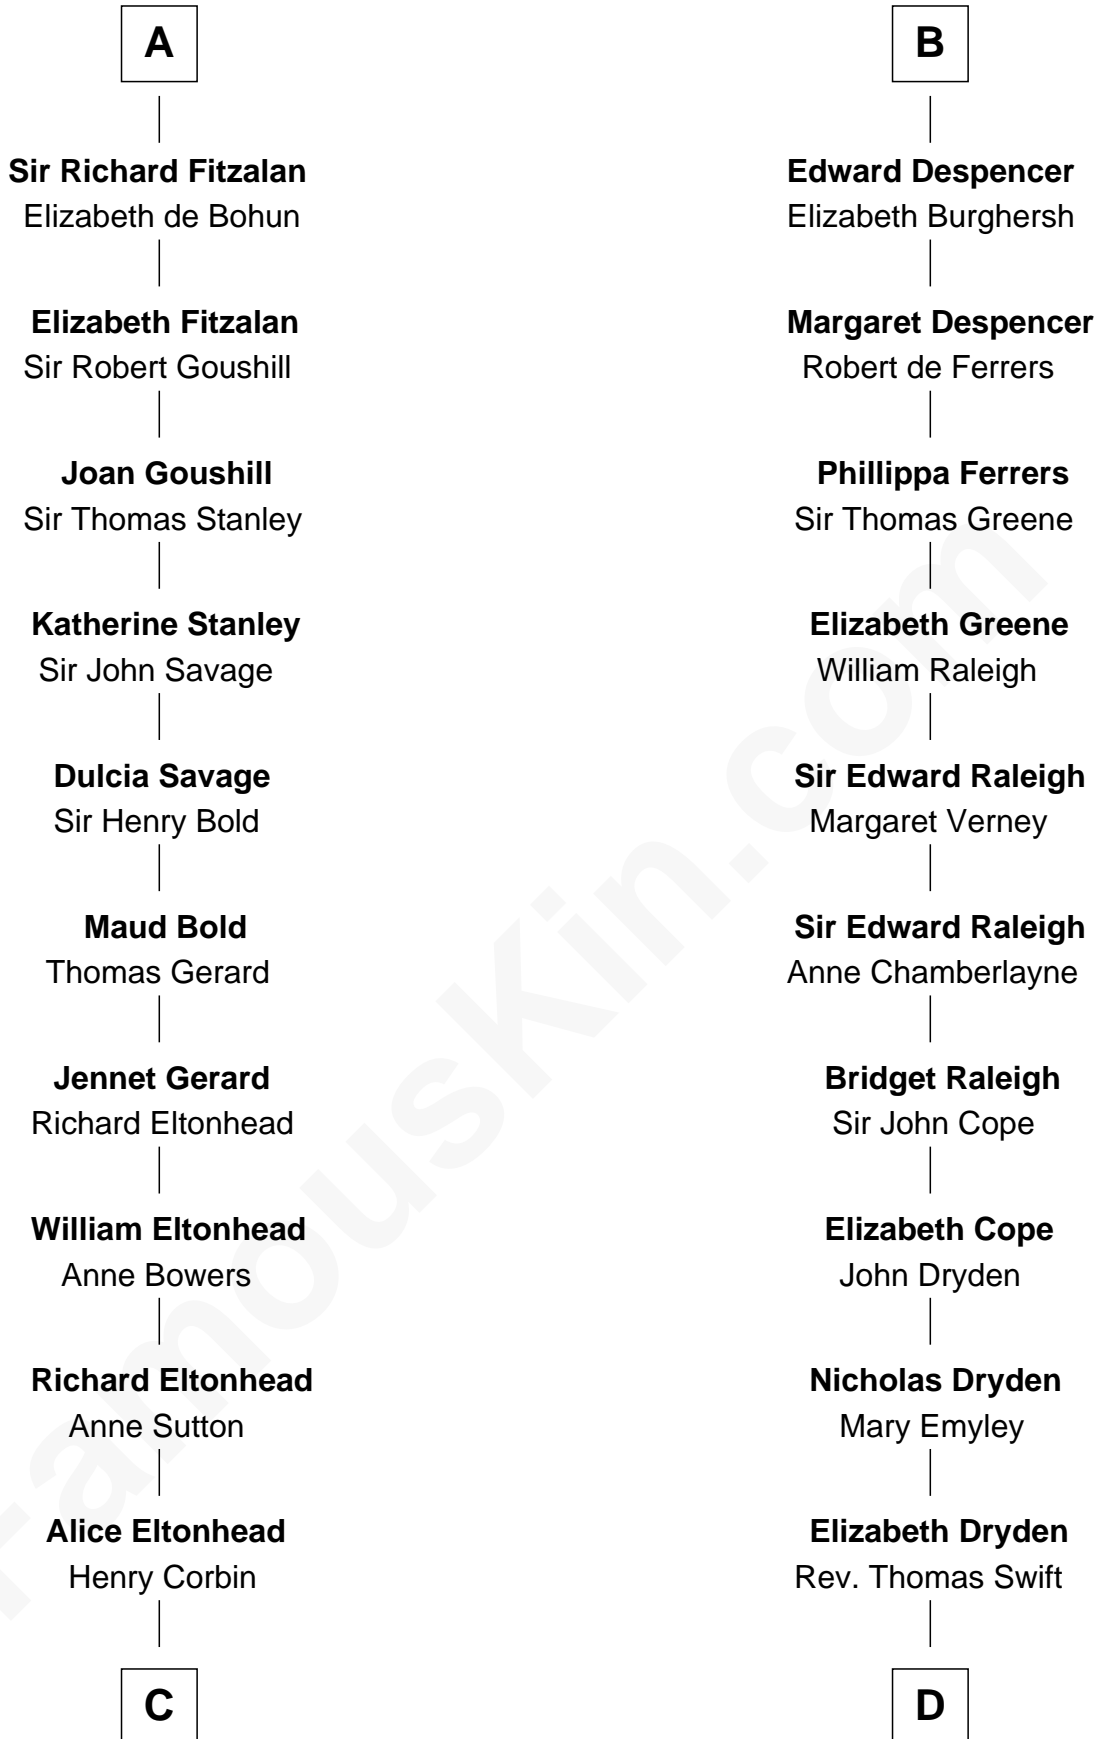 A
Sir Richard Fitzalan
Elizabeth de Bohun
Elizabeth Fitzalan
Sir Robert Goushill
Joan Goushill
Sir Thomas Stanley
Katherine Stanley
Sir John Savage
Dulcia Savage
Sir Henry Bold
Maud Bold
Thomas Gerard
Jennet Gerard
Richard Eltonhead
William Eltonhead
Anne Bowers
Richard Eltonhead
Anne Sutton
Alice Eltonhead
Henry Corbin
C
B
Edward Despencer
Elizabeth Burghersh
Margaret Despencer
Robert de Ferrers
Phillippa Ferrers
Sir Thomas Greene
Elizabeth Greene
William Raleigh
Sir Edward Raleigh
Margaret Verney
Sir Edward Raleigh
Anne Chamberlayne
Bridget Raleigh
Sir John Cope
Elizabeth Cope
John Dryden
Nicholas Dryden
Mary Emyley
Elizabeth Dryden
Rev. Thomas Swift
D
FamousKin.com